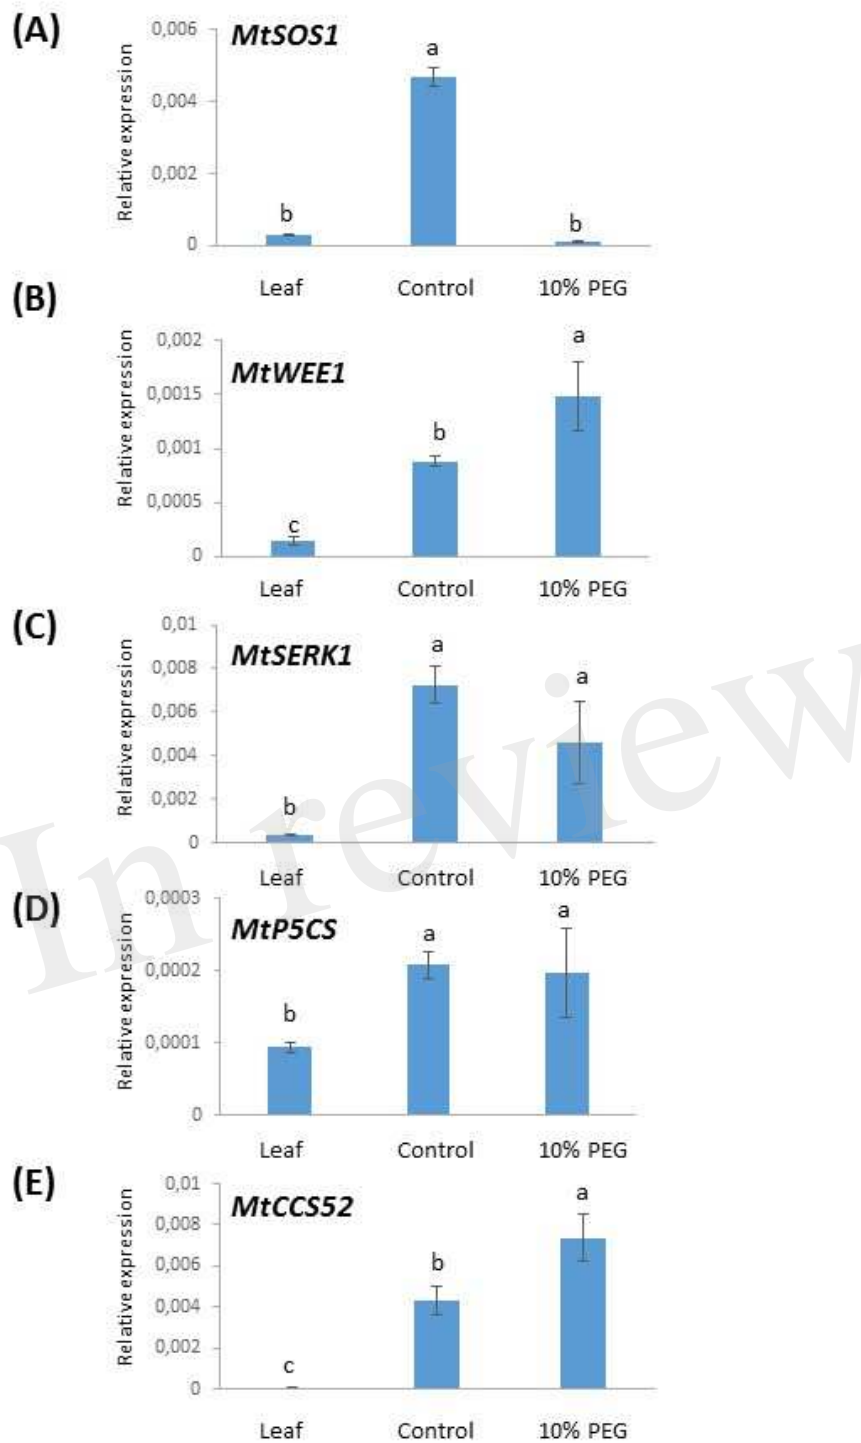 (A)
MtSOS1
Relative expression
0,006
0,004
0,002
0
b
a
b
Leaf Control 10% PEG
(B)
MtWEE1
Relative expression
0,002
0,0015
0,001
0,0005
0
c
b
a
Leaf Control 10% PEG
(C)
MtSERK1
Relative expression
0,01
0,008
0,006
0,004
0,002
0
b
a
a
Leaf Control 10% PEG
(D)
MtP5CS
Relative expression
0,0003
0,0002
0,0001
0
b
a
a
Leaf Control 10% PEG
(E)
MtCCS52
Relative expression
0,01
0,008
0,006
0,004
0,002
0
c
b
a
Leaf Control 10% PEG
In review